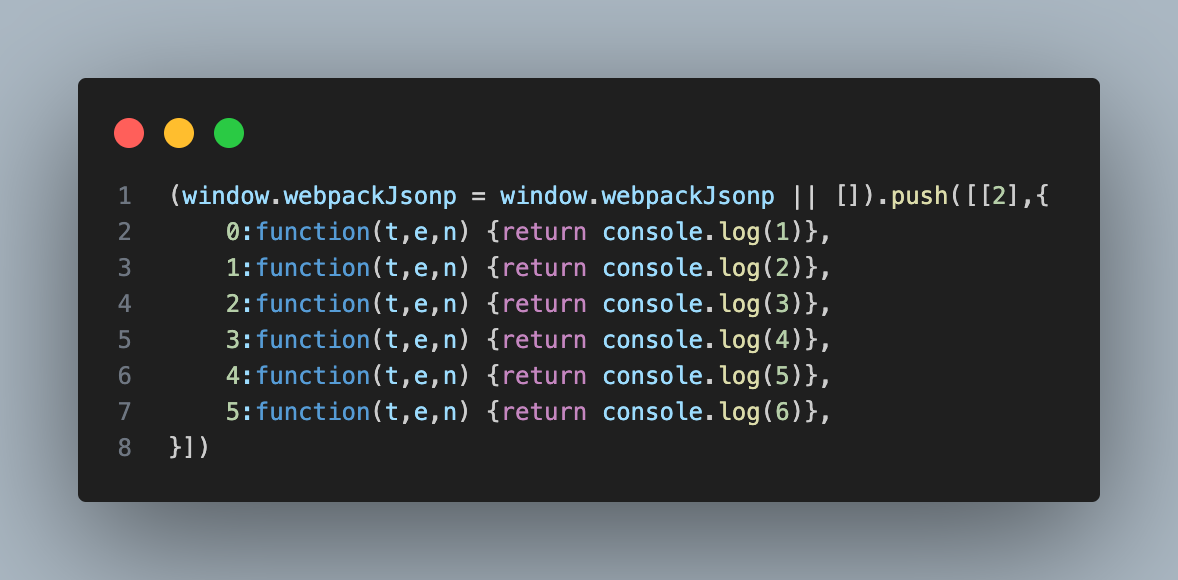 1 (window.webpackJsonp = window.webpackJsonp || []).push([[2],{
2     0:function(t,e,n) {return console.log(1)},
3     1:function(t,e,n) {return console.log(2)},
4     2:function(t,e,n) {return console.log(3)},
5     3:function(t,e,n) {return console.log(4)},
6     4:function(t,e,n) {return console.log(5)},
7     5:function(t,e,n) {return console.log(6)},
8 }])